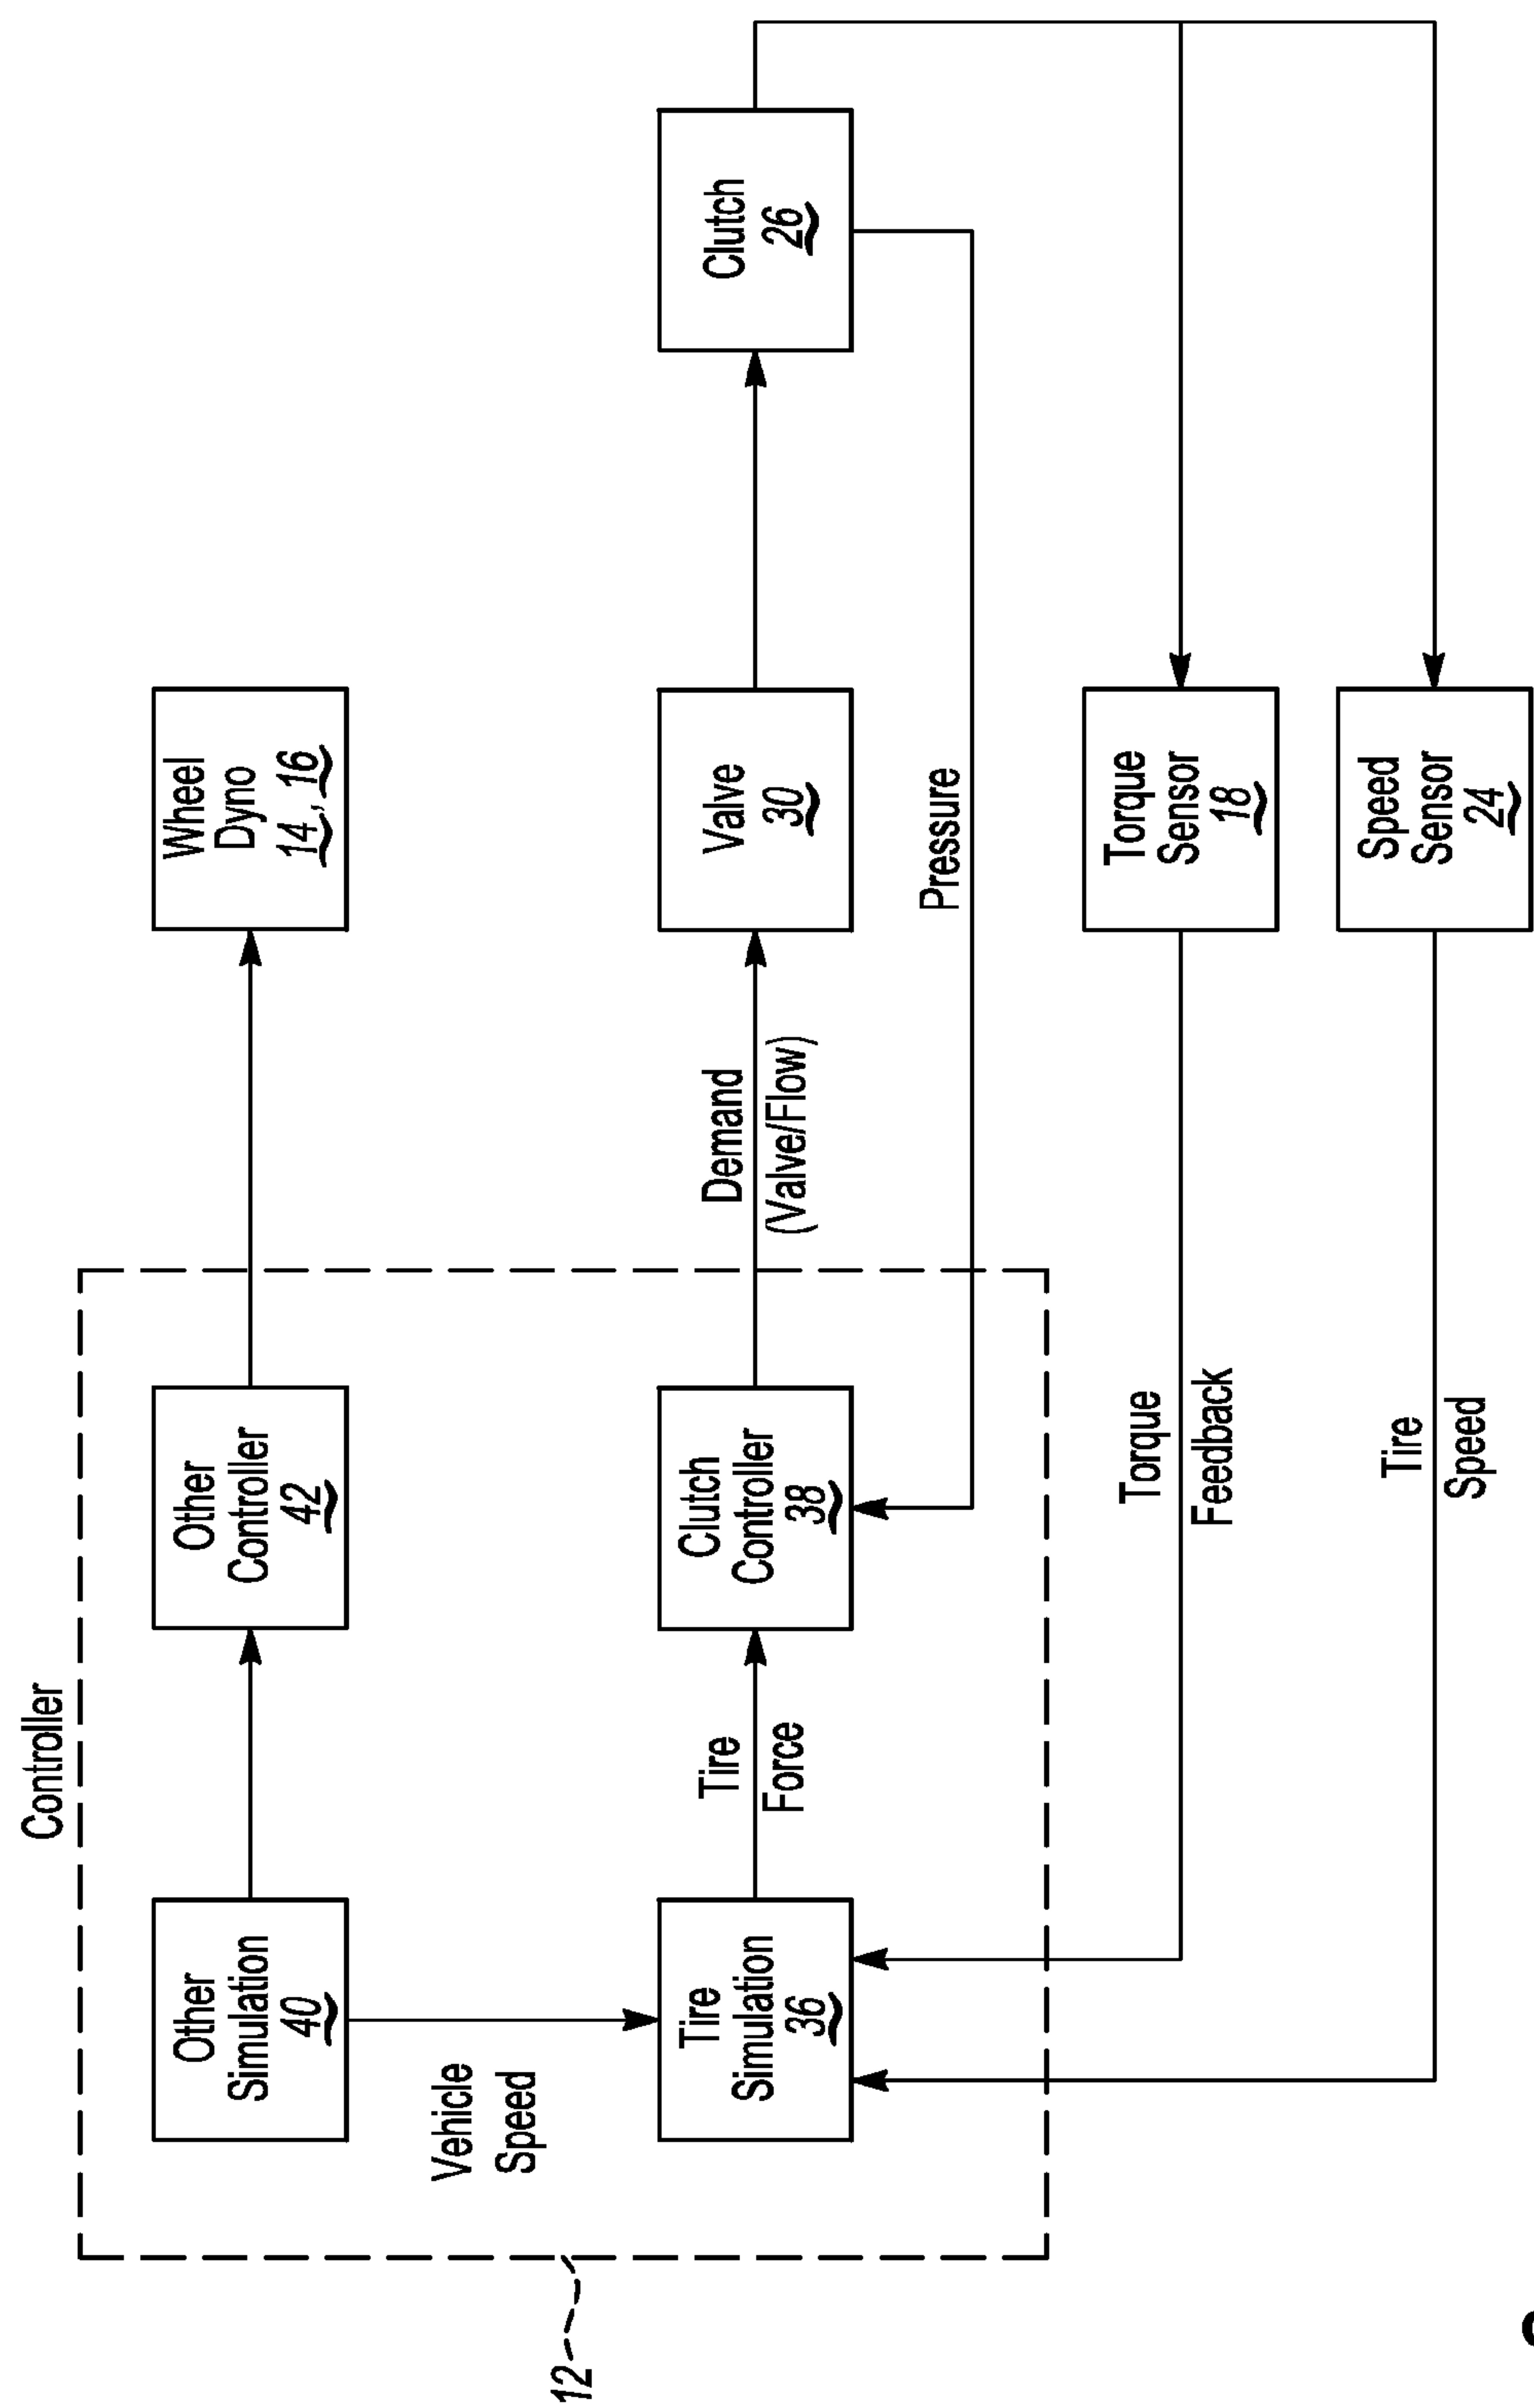 Controller
Other
Simulation
40
Other
Controller
42
Wheel
Dyno
14, 16
Vehicle
Speed
12
Tire
Simulation
36
Tire
Force
Clutch
Controller
38
Demand
(Valve/Flow)
Valve
30
Clutch
26
Pressure
Torque
Feedback
Torque
Sensor
18
Tire
Speed
Speed
Sensor
24